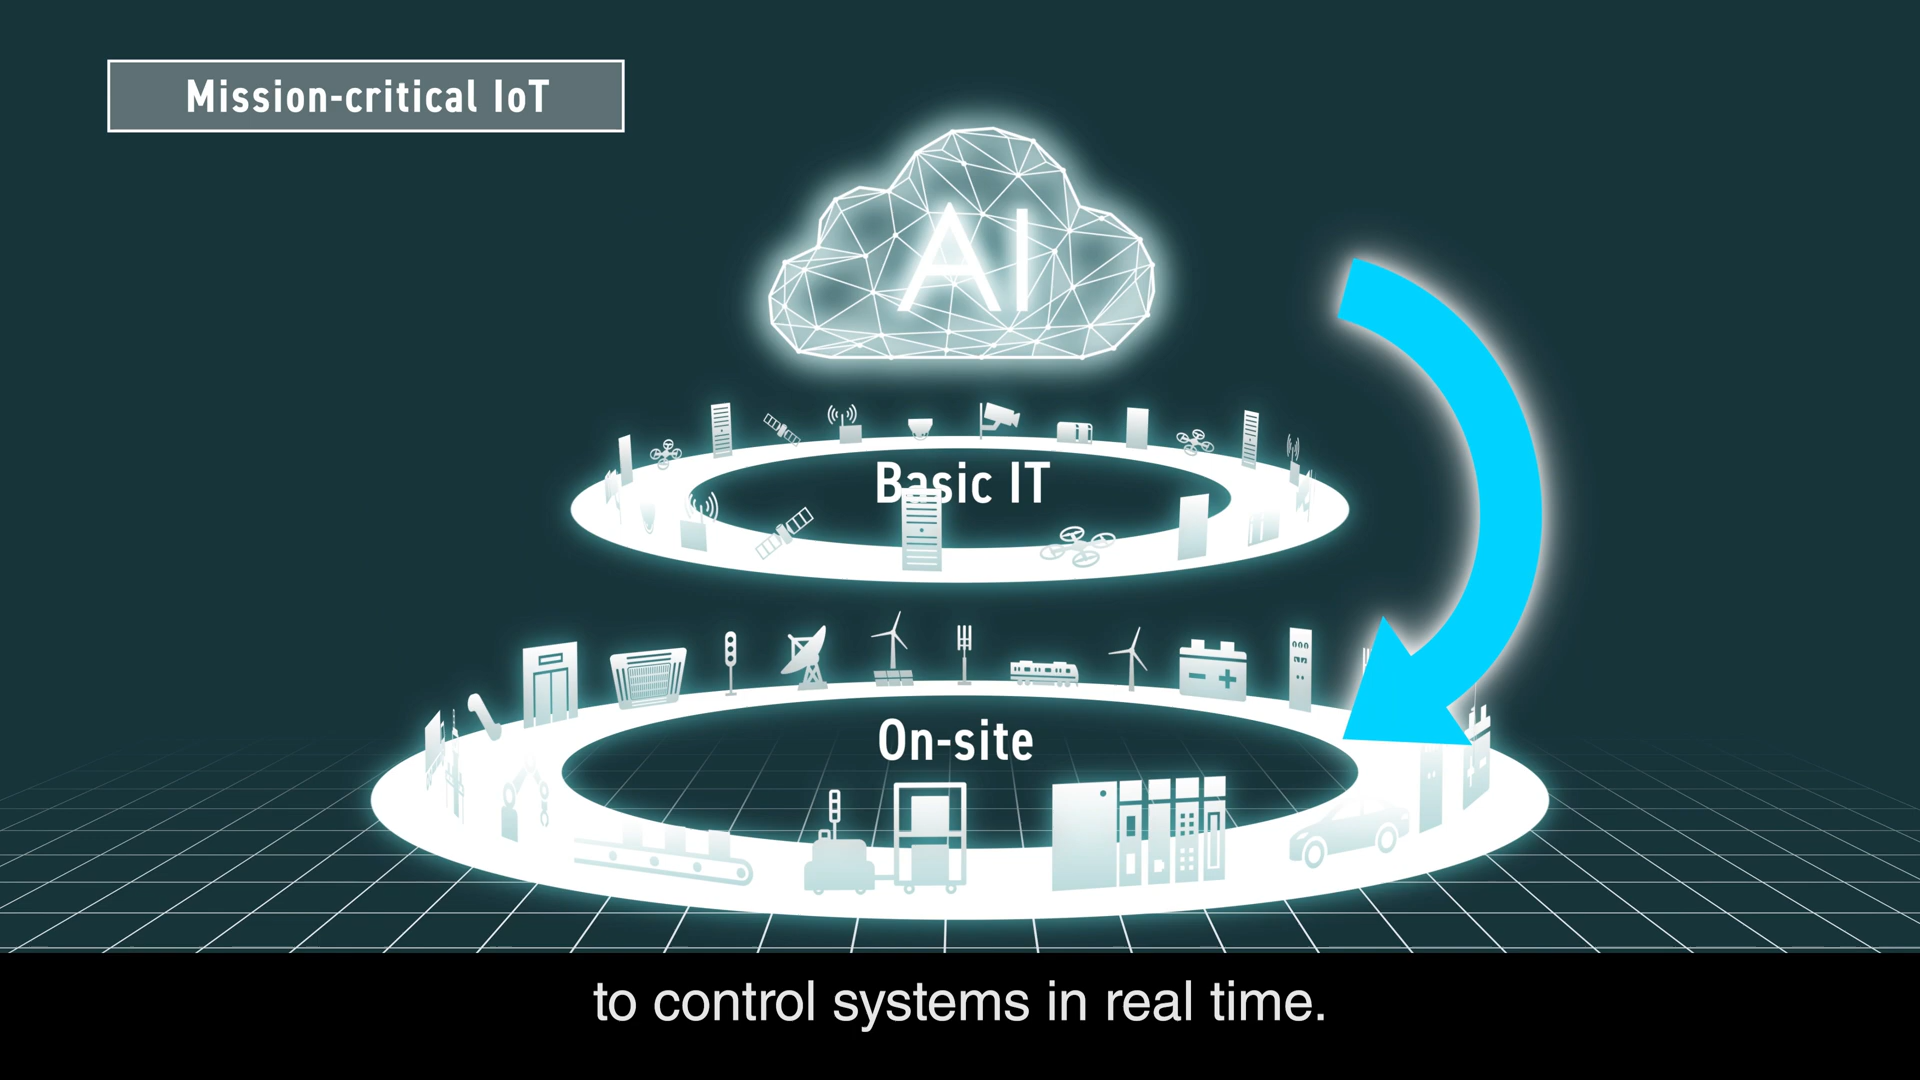 Mission-critical IoT
AI
Basic IT
On-site
to control systems in real time.